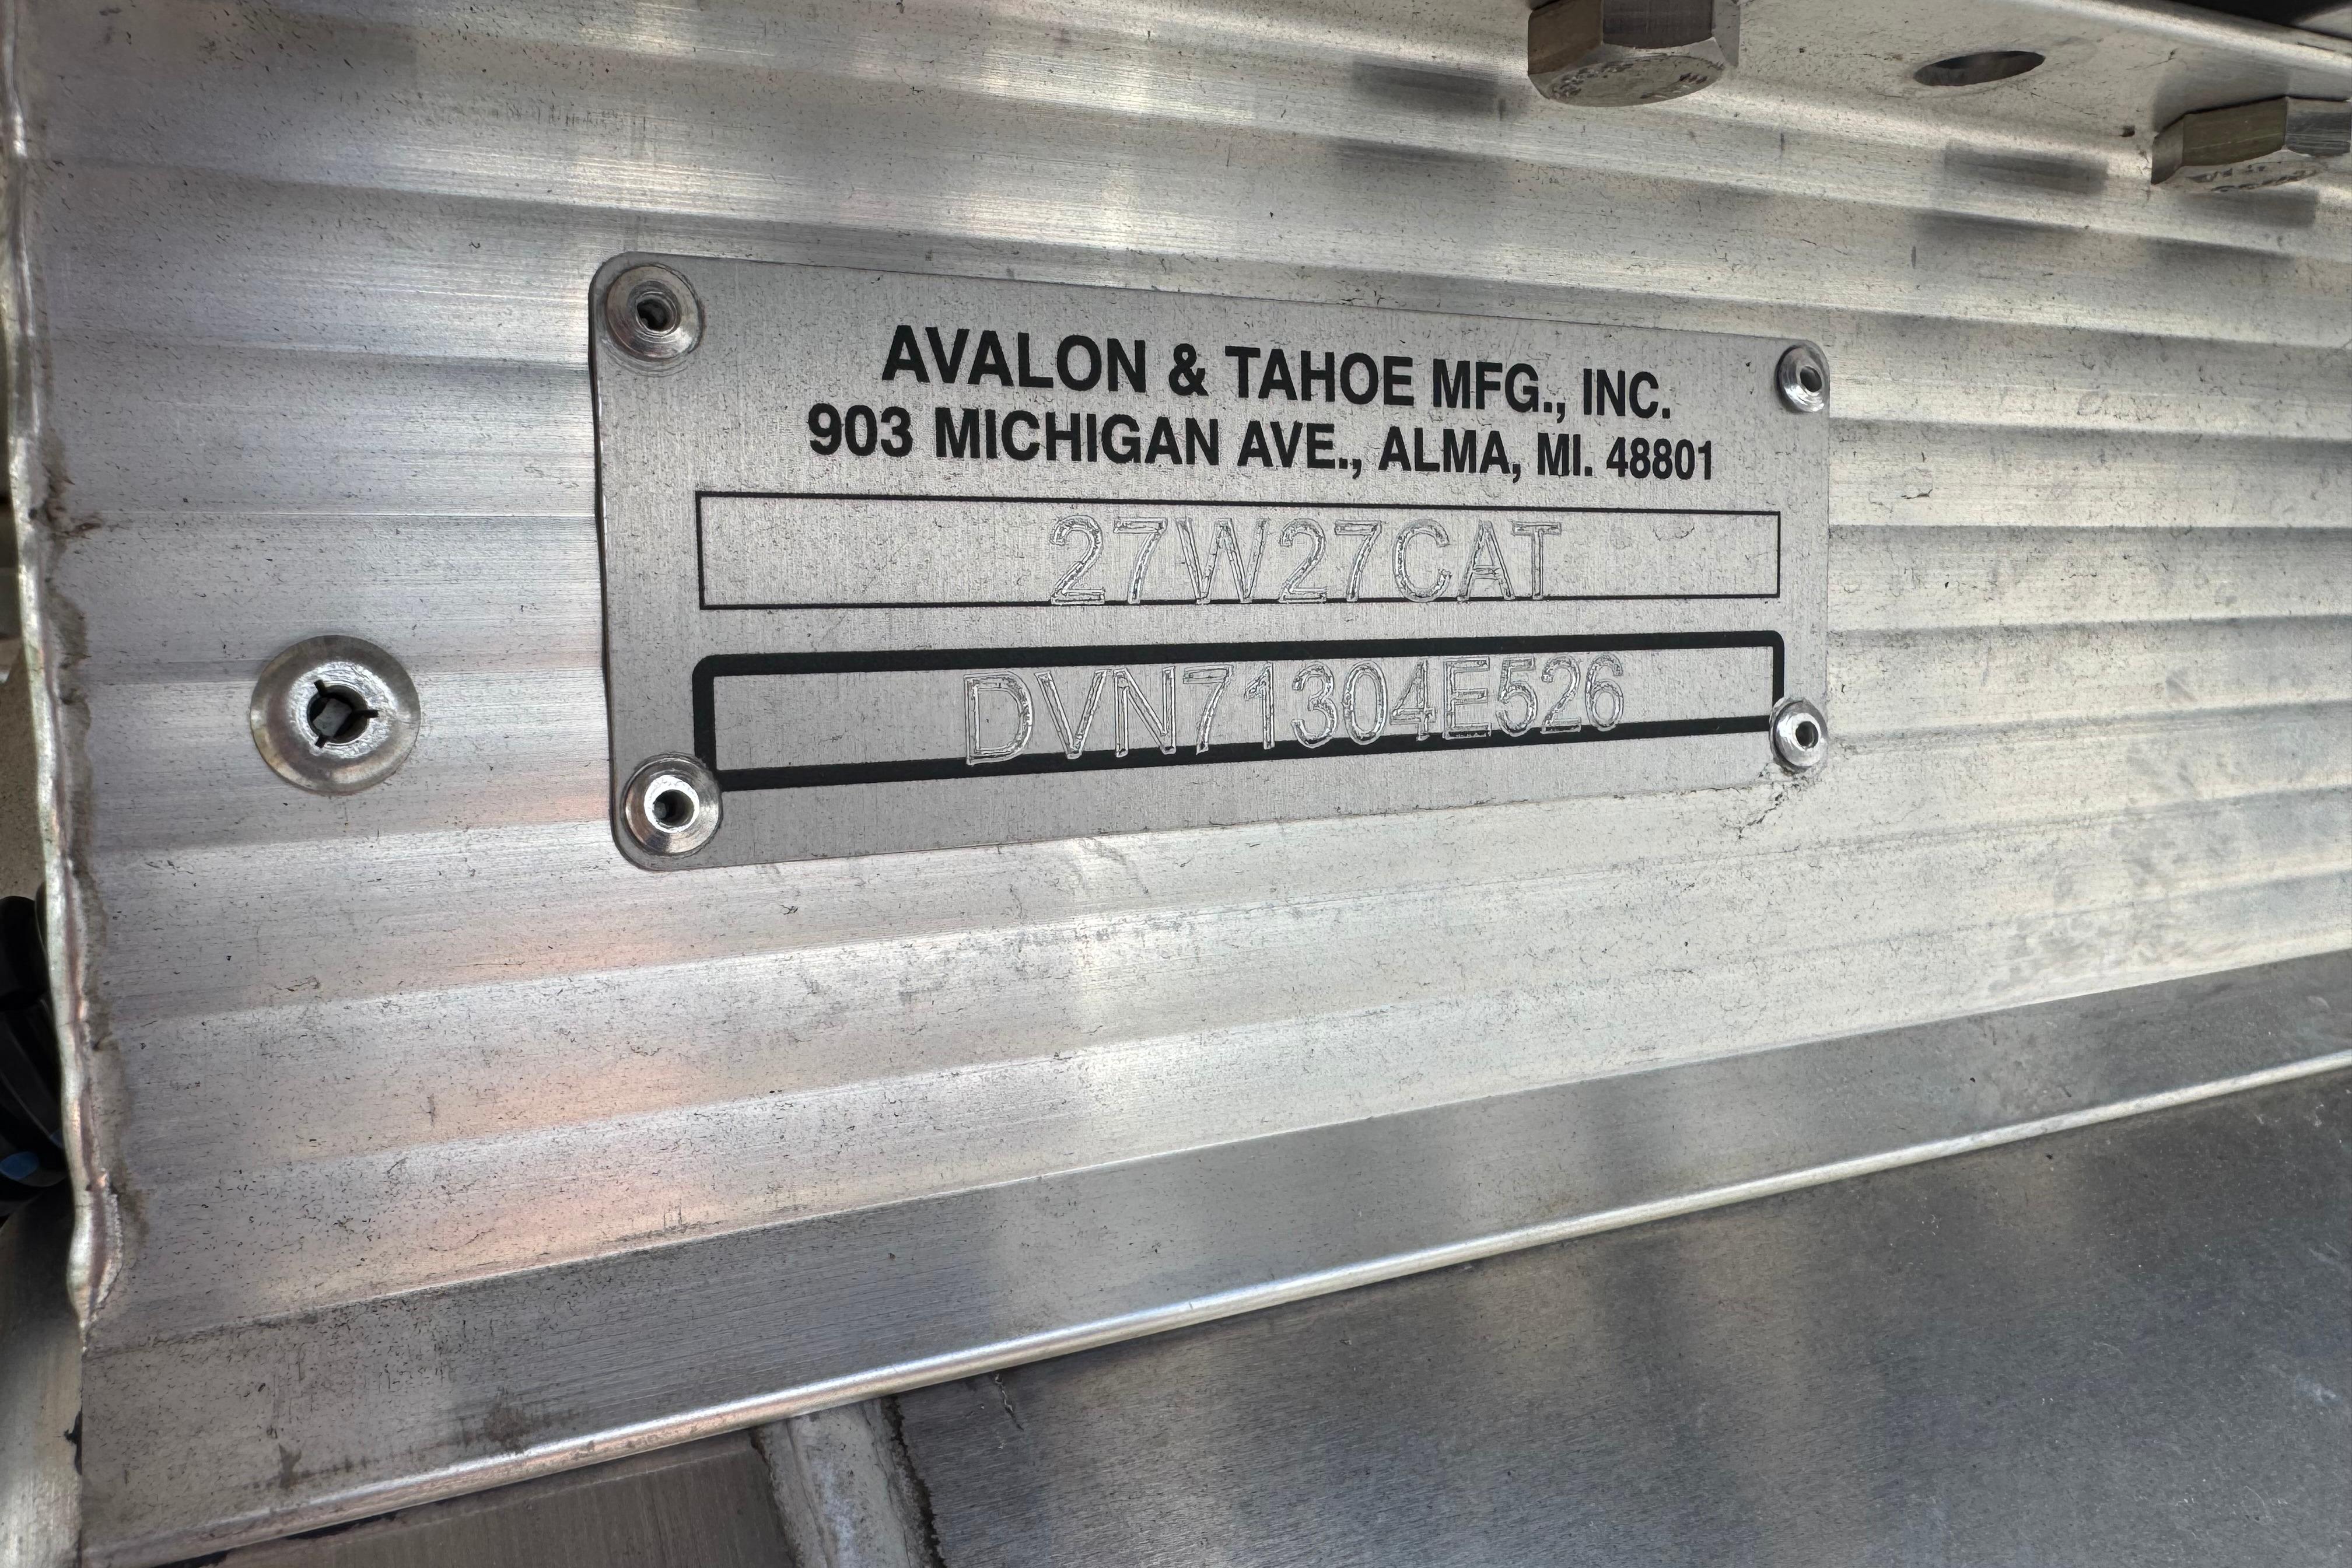 AVALON & TAHOE MFG., INC.
903 MICHIGAN AVE., ALMA, MI. 48801
27W27CAT
DVN71304E526